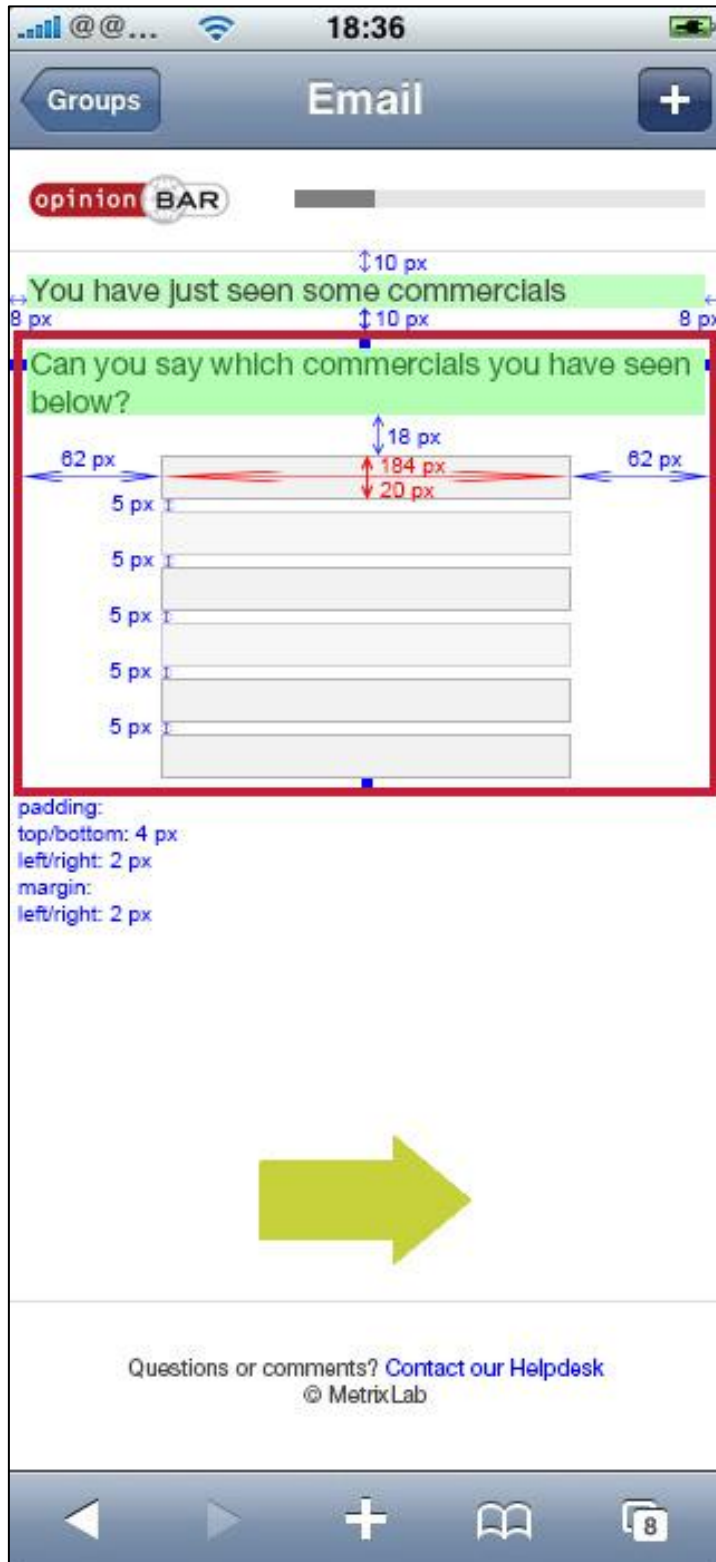 @@... 18:36
Groups Email +
opinion BAR
10 px
You have just seen some commercials
8 px 10 px 8 px
Can you say which commercials you have seen
below?
18 px
62 px 184 px 62 px
20 px
5 px
5 px
5 px
5 px
5 px
padding:
top/bottom: 4 px
left/right: 2 px
margin:
left/right: 2 px
Questions or comments? Contact our Helpdesk
© MetrixLab
8